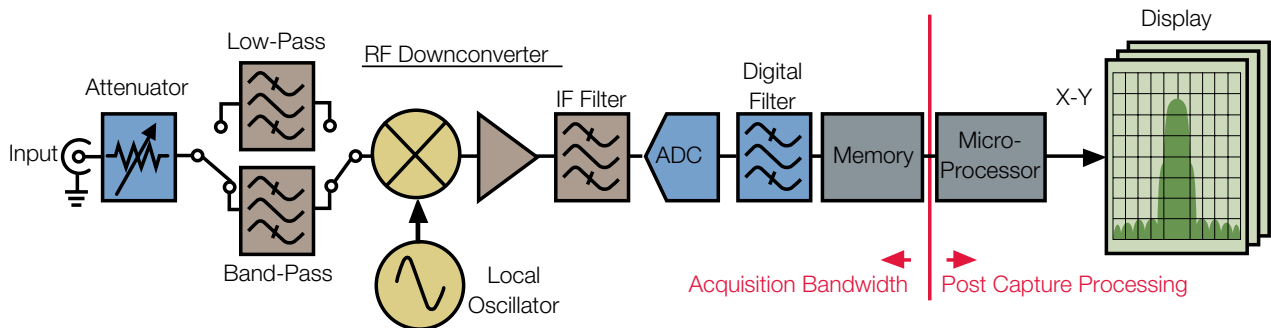 Display
Low-Pass
RF Downconverter
Attenuator
Digital
Filter
IF Filter
X-Y
Input
ADC
Memory
Micro-
Processor
Band-Pass
Local
Oscillator
Acquisition Bandwidth
Post Capture Processing